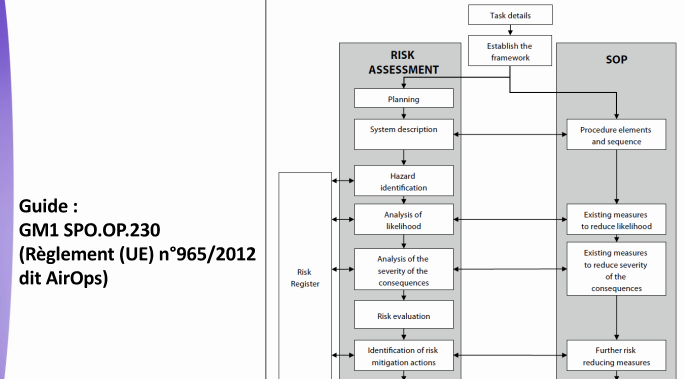 Guide :
GM1 SPO.OP.230
(Règlement (UE) n°965/2012
dit AirOps)
Task details
Establish the
framework
RISK
ASSESSMENT
SOP
Planning
System description
Procedure elements
and sequence
Hazard
identification
Analysis of
likelihood
Existing measures
to reduce likelihood
Analysis of the
severity of the
consequences
Existing measures
to reduce severity
of the
consequences
Risk
Register
Risk evaluation
Identification of risk
mitigation actions
Further risk
reducing measures